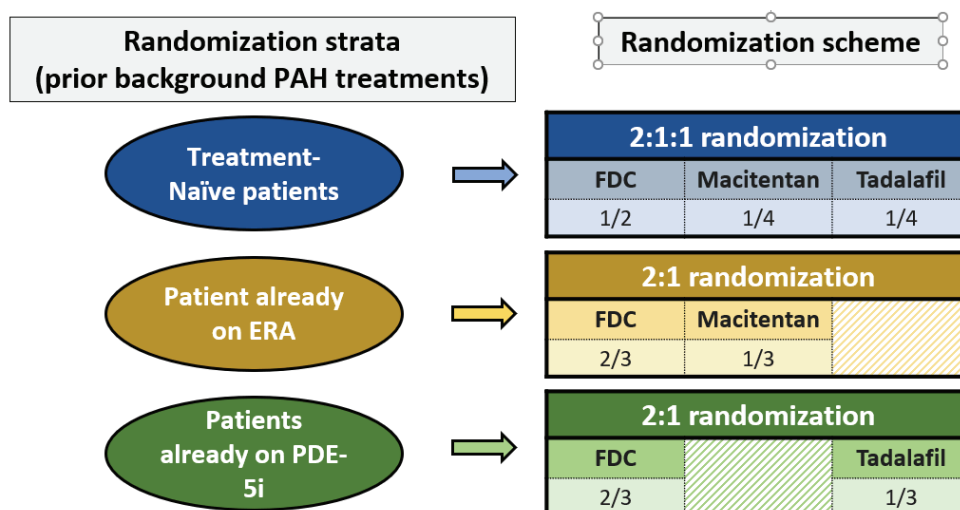 Randomization strata
(prior background PAH treatments)
Randomization scheme
Treatment-
Naïve patients
2:1:1 randomization
FDC Macitentan Tadalafil
1/2 1/4 1/4
Patient already
on ERA
2:1 randomization
FDC Macitentan
2/3 1/3
Patients
already on PDE-
5i
2:1 randomization
FDC Tadalafil
2/3 1/3